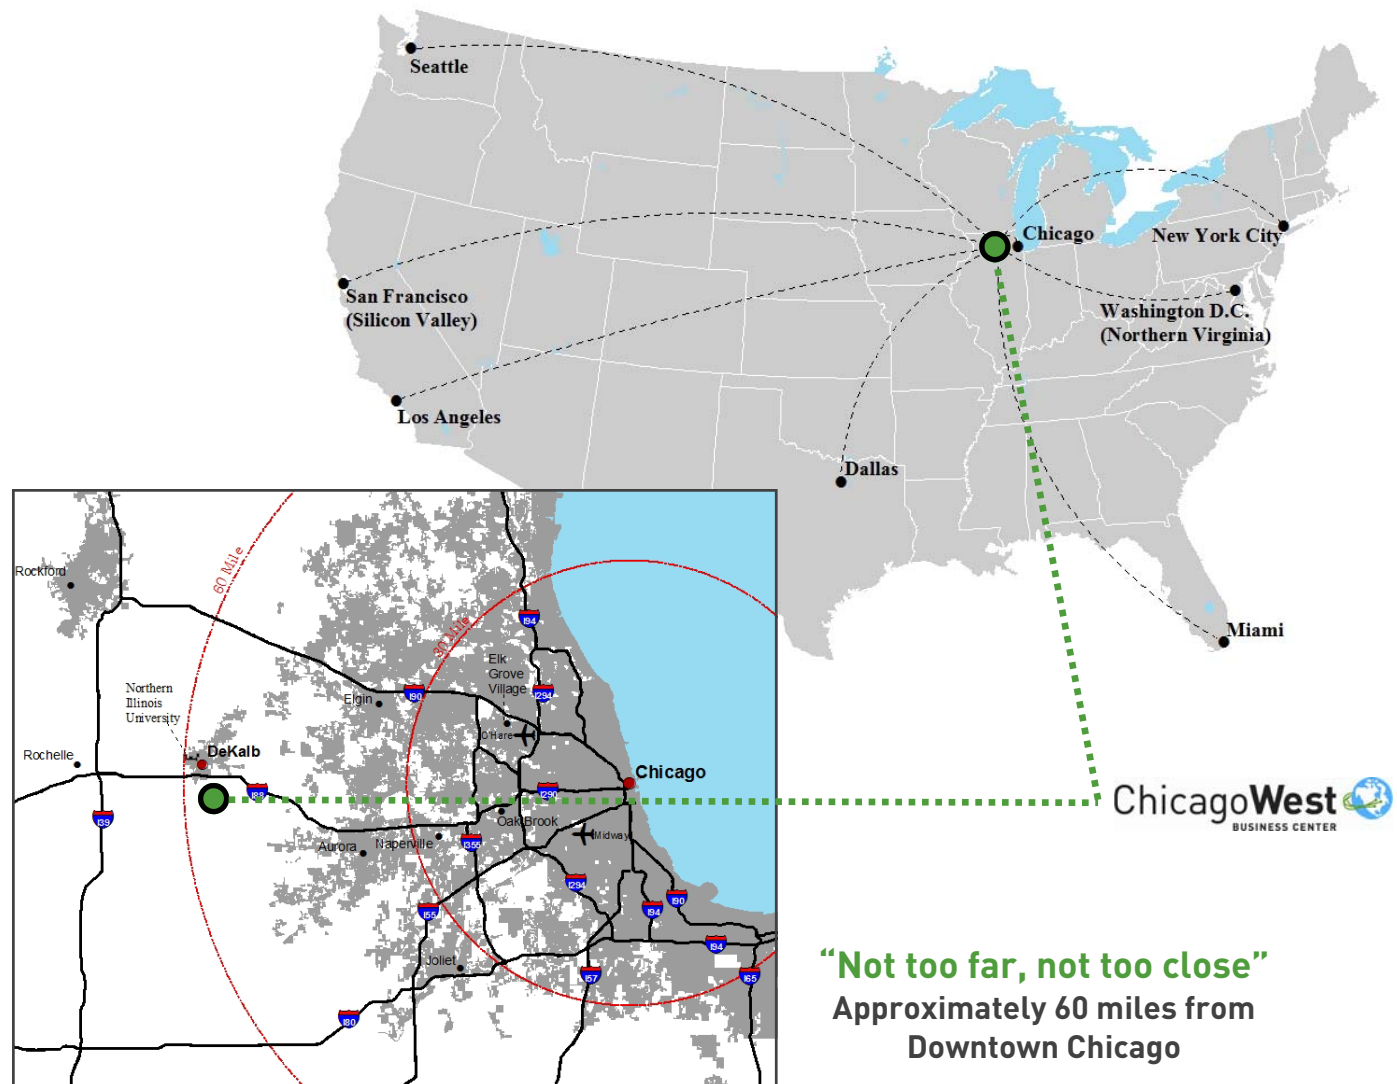 Seattle
Chicago
New York City
San Francisco
(Silicon Valley)
Washington D.C.
(Northern Virginia)
Los Angeles
Dallas
Miami
60 Mile
Rockford
30 Mile
I94
Elk
Grove
Village
Northern
Illinois
University
Elgin
I90
I294
O'Hare
Rochelle
DeKalb
Chicago
I88
I290
I39
Oak Brook
Midway
Aurora
Naperville
I355
I294
I90
I55
I94
I94
Joliet
I57
I65
I80
ChicagoWest
BUSINESS CENTER
“Not too far, not too close”
Approximately 60 miles from
Downtown Chicago